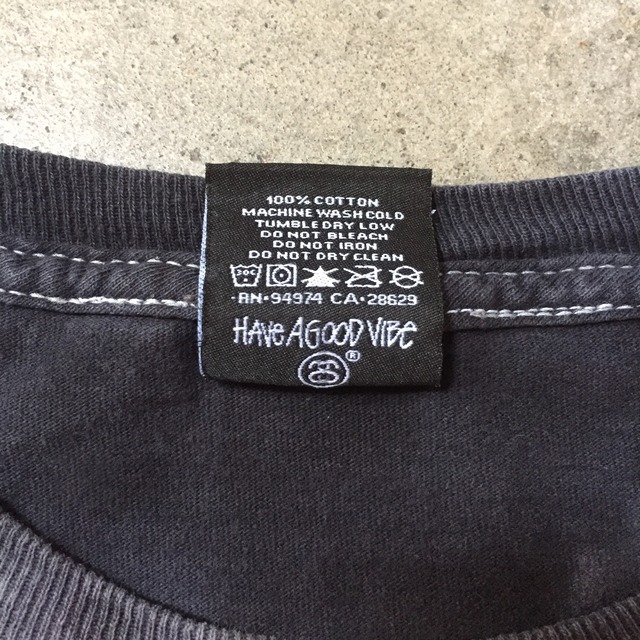 100% COTTON
MACHINE WASH COLD
TUMBLE DRY LOW
DO NOT BLEACH
DO NOT IRON
DO NOT DRY CLEAN
30C
RN·94974 CA·28629
HAVE A GOOD VIBE
®